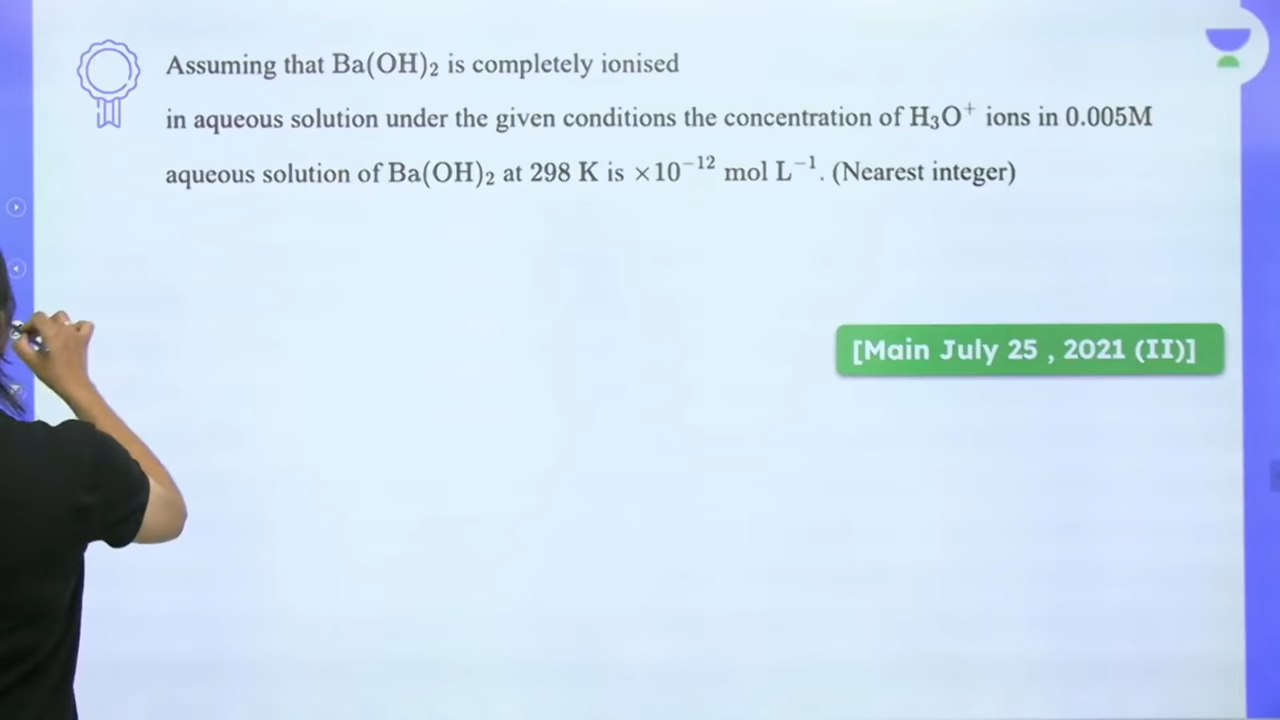 Assuming that Ba(OH)₂ is completely ionised
in aqueous solution under the given conditions the concentration of H₃O⁺ ions in 0.005M
aqueous solution of Ba(OH)₂ at 298 K is ×10⁻¹² mol L⁻¹. (Nearest integer)
[Main July 25 , 2021 (II)]